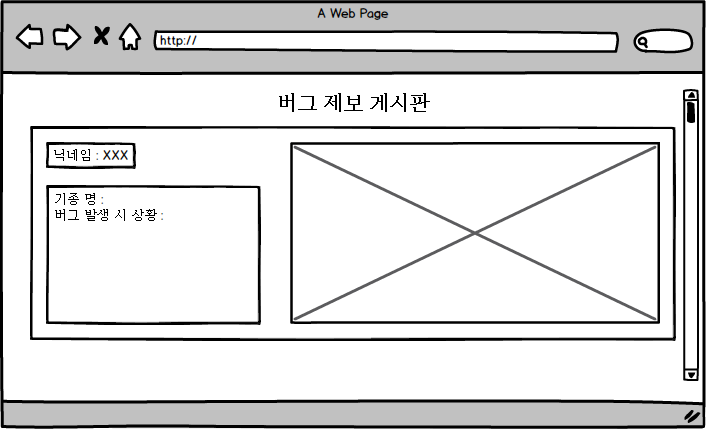 A Web Page
http://
버그 제보 게시판
닉네임 : XXX
기종 명 :
버그 발생 시 상황 :